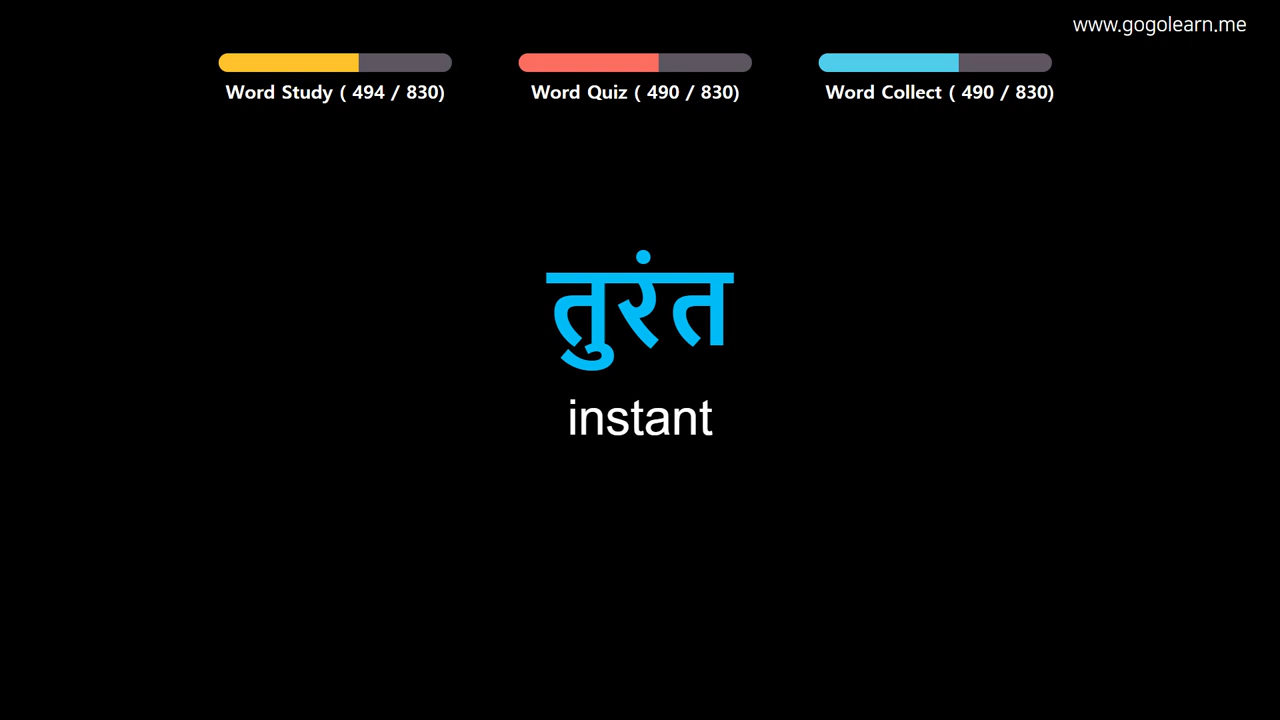 www.gogolearn.me
Word Study ( 494 / 830)
Word Quiz ( 490 / 830)
Word Collect ( 490 / 830)
तुरंत
instant